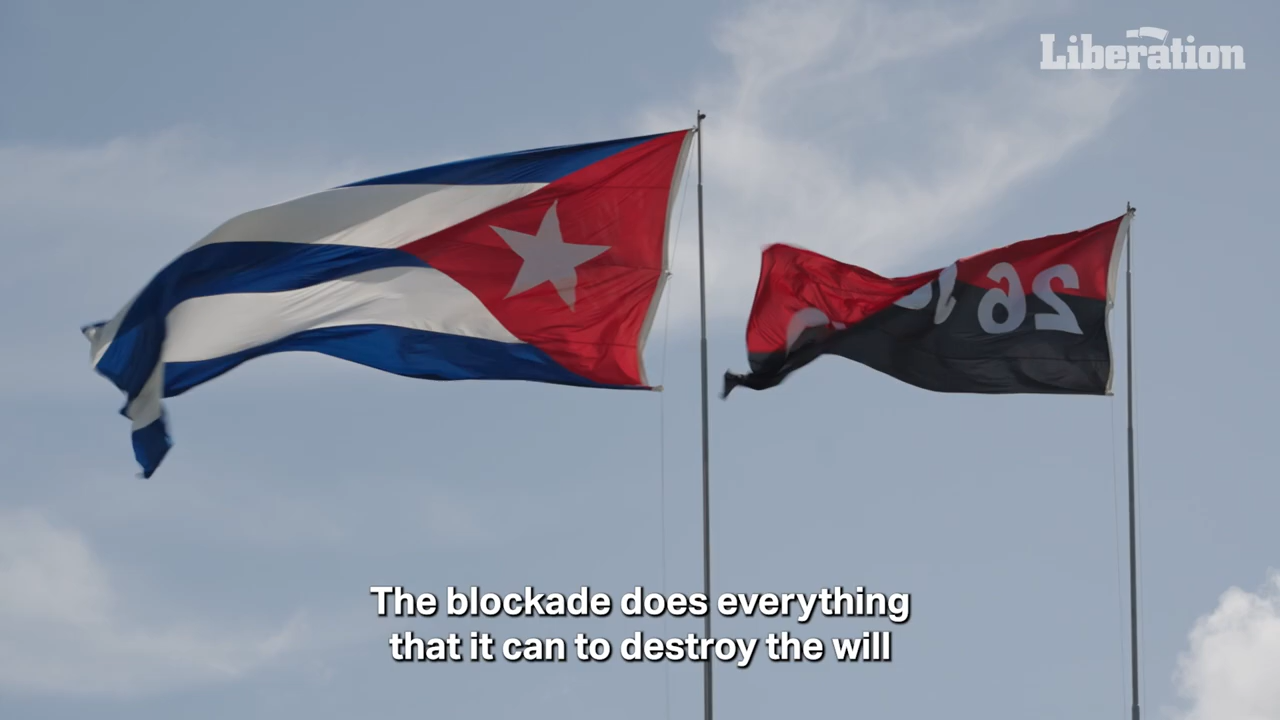 Liberation
26
The blockade does everything
that it can to destroy the will